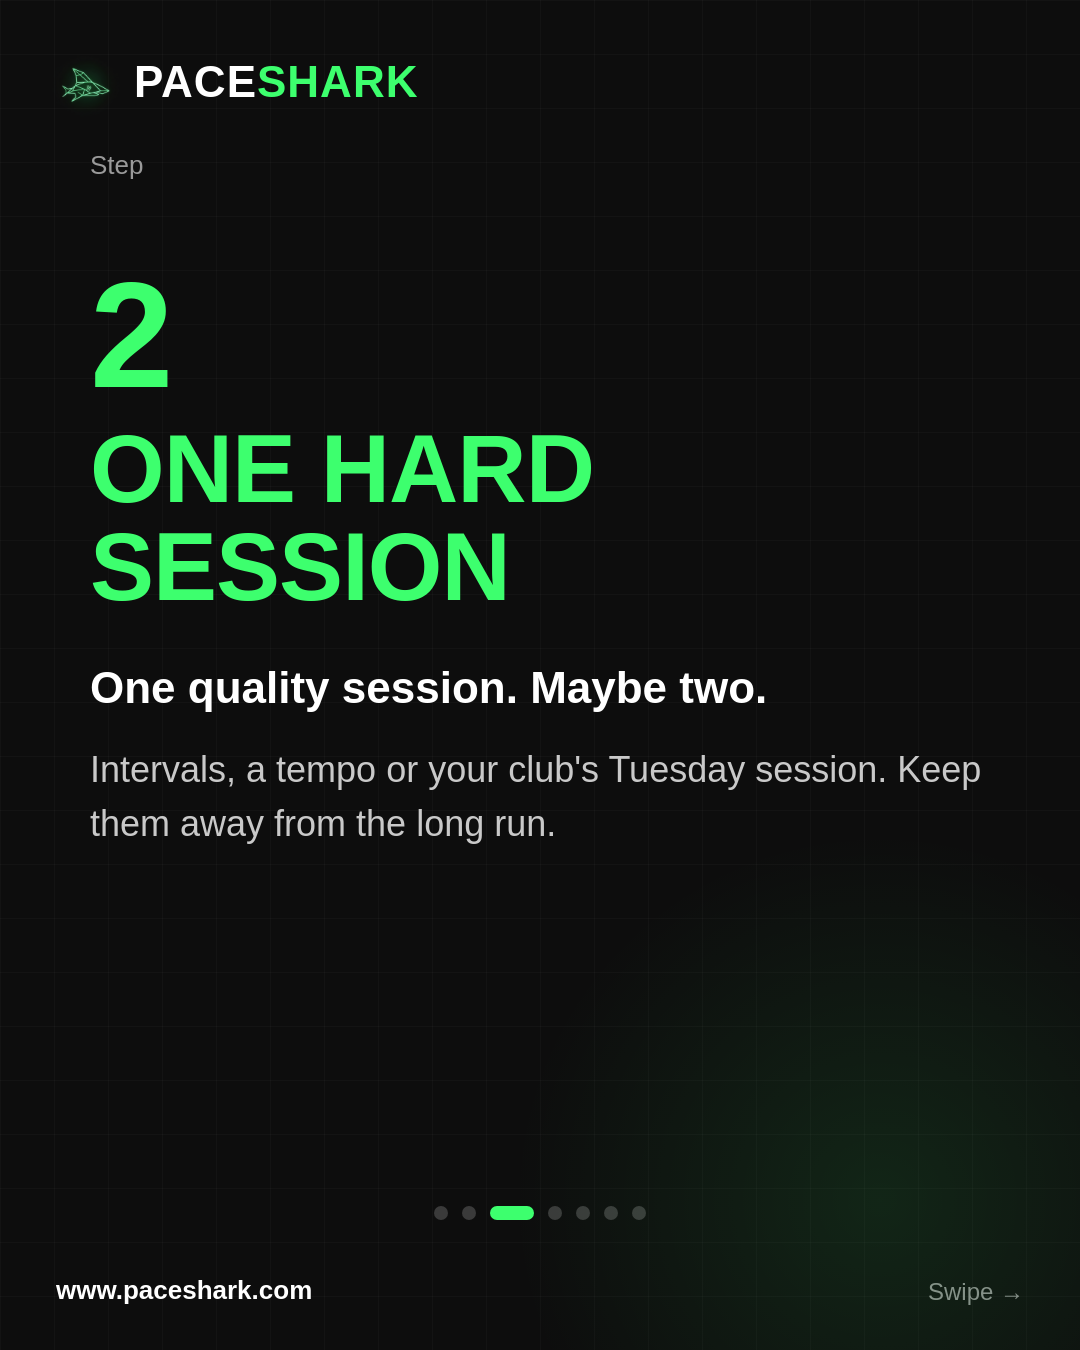 PACESHARK
Step
2
ONE HARD
SESSION
One quality session. Maybe two.
Intervals, a tempo or your club's Tuesday session. Keep
them away from the long run.
www.paceshark.com
Swipe →